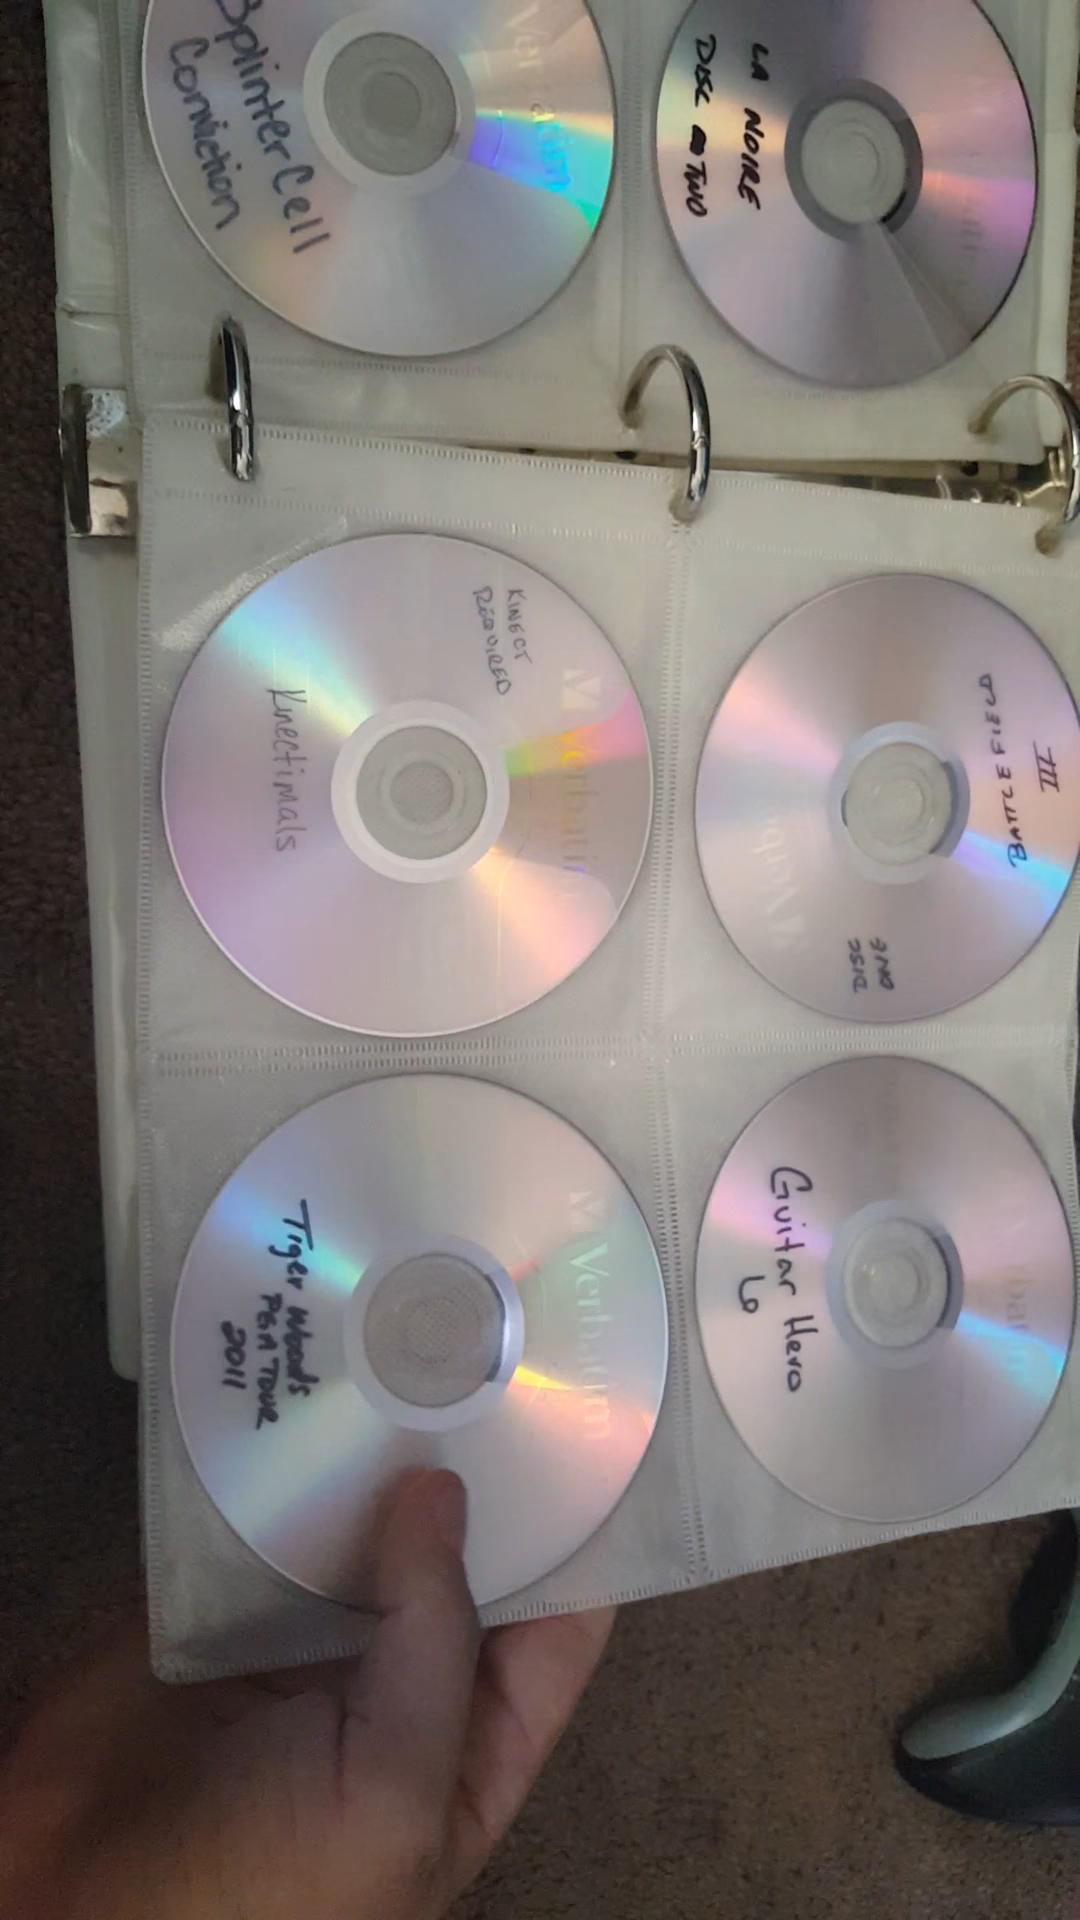 Splinter Cell
Conviction
Verbatim
LA NOIRE
DISC TWO
KINECT
REQUIRED
Kinectimals
Verbatim
III
BATTLEFIELD
DISC
ONE
Verb
Tiger Woods
PGA TOUR
2011
Verbatim
Guitar Hero
6